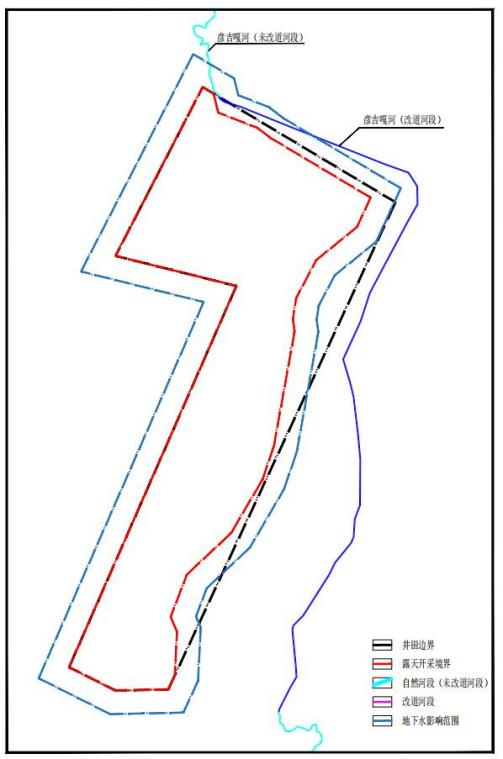 彦吉嘎河（未改道河段）
彦吉嘎河（改道河段）
井田边界
露天开采境界
自然河段（未改道河段）
改道河段
地下水影响范围